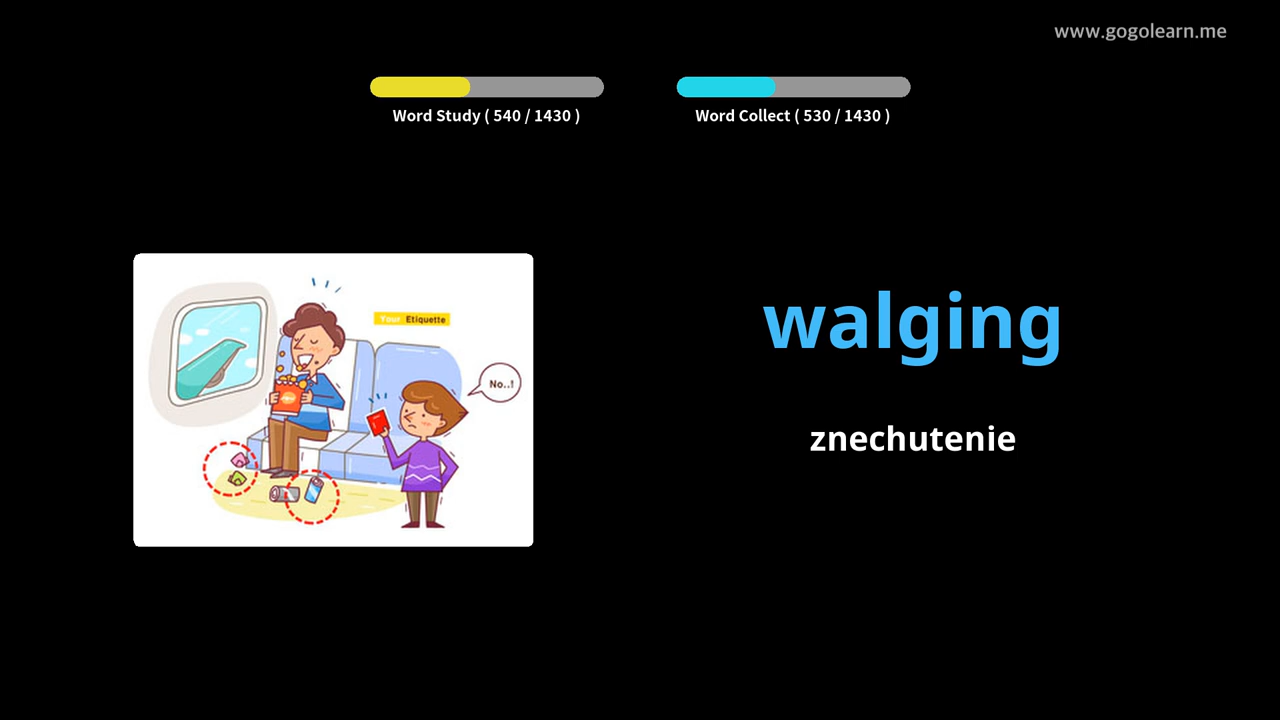 www.gogolearn.me
Word Study ( 540 / 1430 )
Word Collect ( 530 / 1430 )
Your Etiquette
No..!
walging
znechutenie